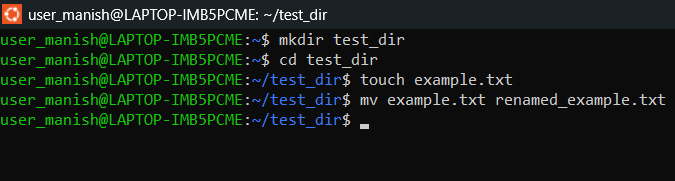 user_manish@LAPTOP-IMB5PCME: ~/test_dir
user_manish@LAPTOP-IMB5PCME:~$ mkdir test_dir
user_manish@LAPTOP-IMB5PCME:~$ cd test_dir
user_manish@LAPTOP-IMB5PCME:~/test_dir$ touch example.txt
user_manish@LAPTOP-IMB5PCME:~/test_dir$ mv example.txt renamed_example.txt
user_manish@LAPTOP-IMB5PCME:~/test_dir$